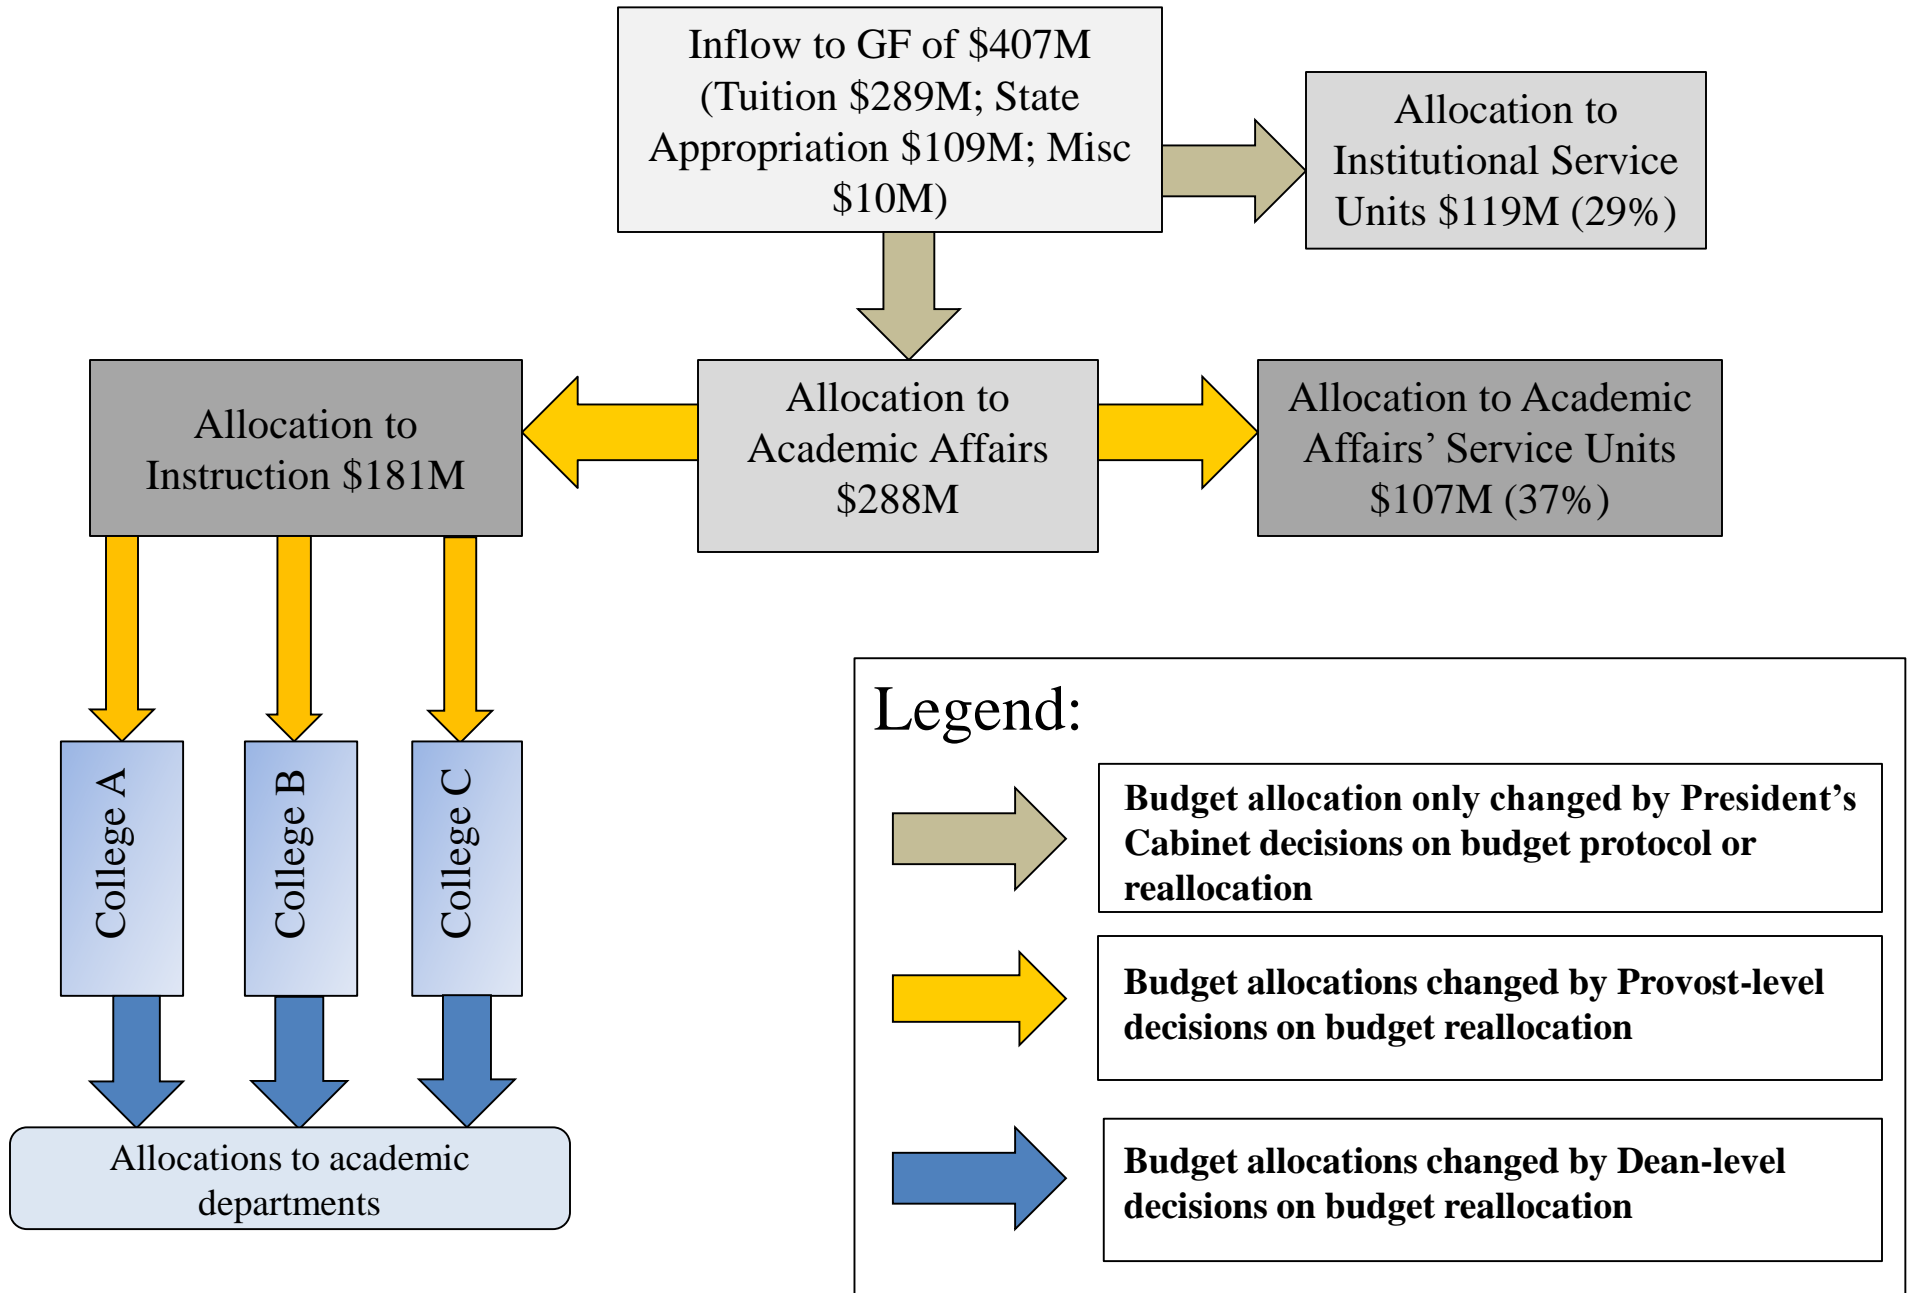 Inflow to GF of $407M
(Tuition $289M; State
Appropriation $109M; Misc
$10M)
Allocation to
Institutional Service
Units $119M (29%)
Allocation to
Instruction $181M
Allocation to
Academic Affairs
$288M
Allocation to Academic
Affairs’ Service Units
$107M (37%)
College A
College B
College C
Allocations to academic
departments
Legend:
Budget allocation only changed by President’s
Cabinet decisions on budget protocol or
reallocation
Budget allocations changed by Provost-level
decisions on budget reallocation
Budget allocations changed by Dean-level
decisions on budget reallocation